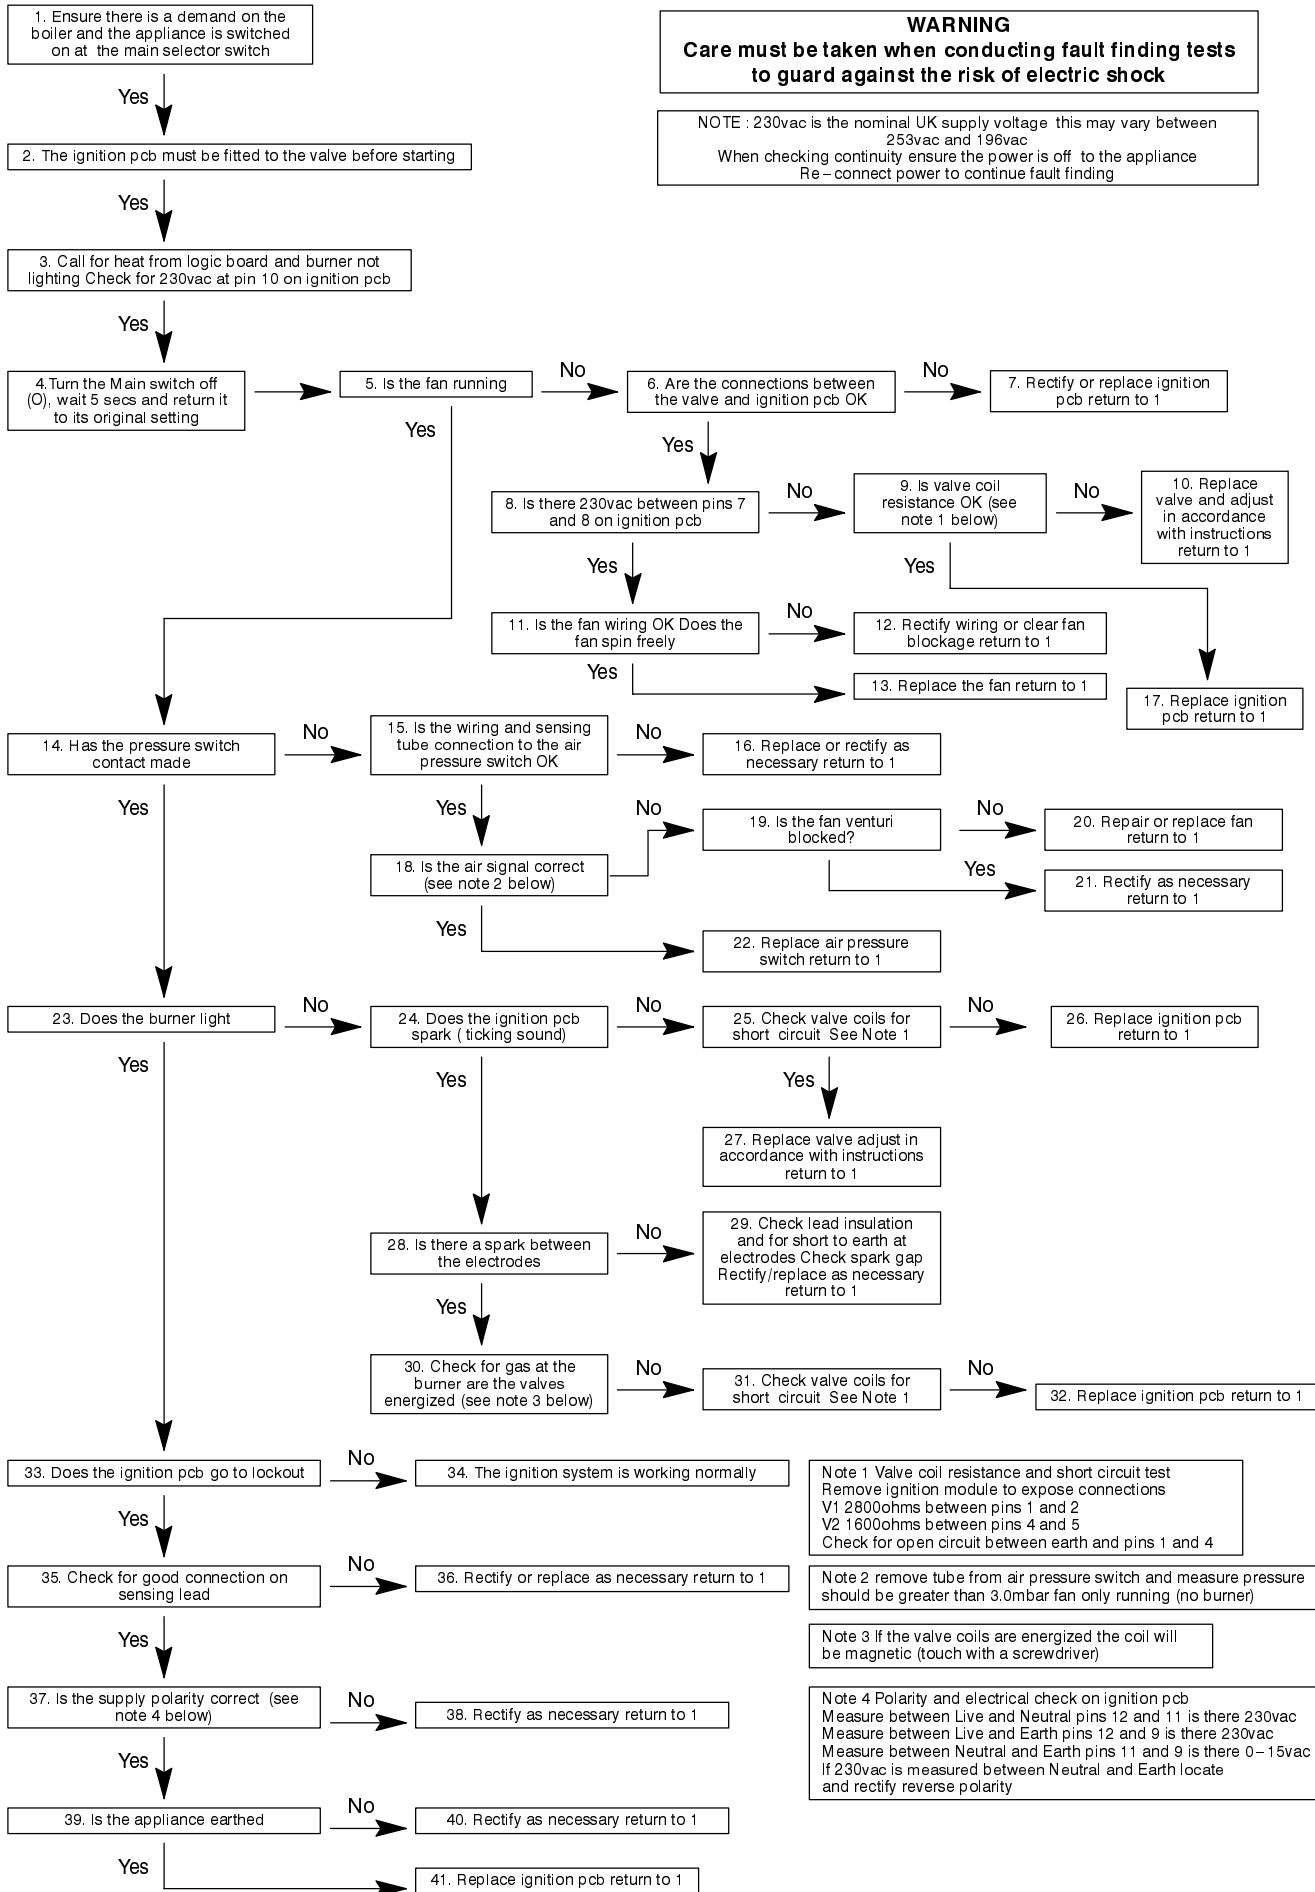 1. Ensure there is a demand on the
boiler and the appliance is switched
on at the main selector switch
WARNING
Care must be taken when conducting fault finding tests
to guard against the risk of electric shock
Yes
NOTE : 230vac is the nominal UK supply voltage this may vary between
253vac and 196vac
When checking continuity ensure the power is off to the appliance
Re-connect power to continue fault finding
2. The ignition pcb must be fitted to the valve before starting
Yes
3. Call for heat from logic board and burner not
lighting Check for 230vac at pin 10 on ignition pcb
Yes
4.Turn the Main switch off
(O), wait 5 secs and return it
to its original setting
5. Is the fan running
No
6. Are the connections between
the valve and ignition pcb OK
No
7. Rectify or replace ignition
pcb return to 1
Yes
Yes
8. Is there 230vac between pins 7
and 8 on ignition pcb
No
9. Is valve coil
resistance OK (see
note 1 below)
No
10. Replace
valve and adjust
in accordance
with instructions
return to 1
Yes
Yes
11. Is the fan wiring OK Does the
fan spin freely
No
12. Rectify wiring or clear fan
blockage return to 1
Yes
13. Replace the fan return to 1
17. Replace ignition
pcb return to 1
14. Has the pressure switch
contact made
No
15. Is the wiring and sensing
tube connection to the air
pressure switch OK
No
16. Replace or rectify as
necessary return to 1
Yes
Yes
No
19. Is the fan venturi
blocked?
No
20. Repair or replace fan
return to 1
18. Is the air signal correct
(see note 2 below)
Yes
21. Rectify as necessary
return to 1
Yes
22. Replace air pressure
switch return to 1
23. Does the burner light
No
24. Does the ignition pcb
spark ( ticking sound)
No
25. Check valve coils for
short circuit See Note 1
No
26. Replace ignition pcb
return to 1
Yes
Yes
Yes
27. Replace valve adjust in
accordance with instructions
return to 1
28. Is there a spark between
the electrodes
No
29. Check lead insulation
and for short to earth at
electrodes Check spark gap
Rectify/replace as necessary
return to 1
Yes
30. Check for gas at the
burner are the valves
energized (see note 3 below)
No
31. Check valve coils for
short circuit See Note 1
No
32. Replace ignition pcb return to 1
33. Does the ignition pcb go to lockout
No
34. The ignition system is working normally
Note 1 Valve coil resistance and short circuit test
Remove ignition module to expose connections
V1 2800ohms between pins 1 and 2
V2 1600ohms between pins 4 and 5
Check for open circuit between earth and pins 1 and 4
Yes
35. Check for good connection on
sensing lead
No
36. Rectify or replace as necessary return to 1
Note 2 remove tube from air pressure switch and measure pressure
should be greater than 3.0mbar fan only running (no burner)
Yes
Note 3 If the valve coils are energized the coil will
be magnetic (touch with a screwdriver)
37. Is the supply polarity correct (see
note 4 below)
No
38. Rectify as necessary return to 1
Note 4 Polarity and electrical check on ignition pcb
Measure between Live and Neutral pins 12 and 11 is there 230vac
Measure between Live and Earth pins 12 and 9 is there 230vac
Measure between Neutral and Earth pins 11 and 9 is there 0-15vac
If 230vac is measured between Neutral and Earth locate
and rectify reverse polarity
Yes
39. Is the appliance earthed
No
40. Rectify as necessary return to 1
Yes
41. Replace ignition pcb return to 1